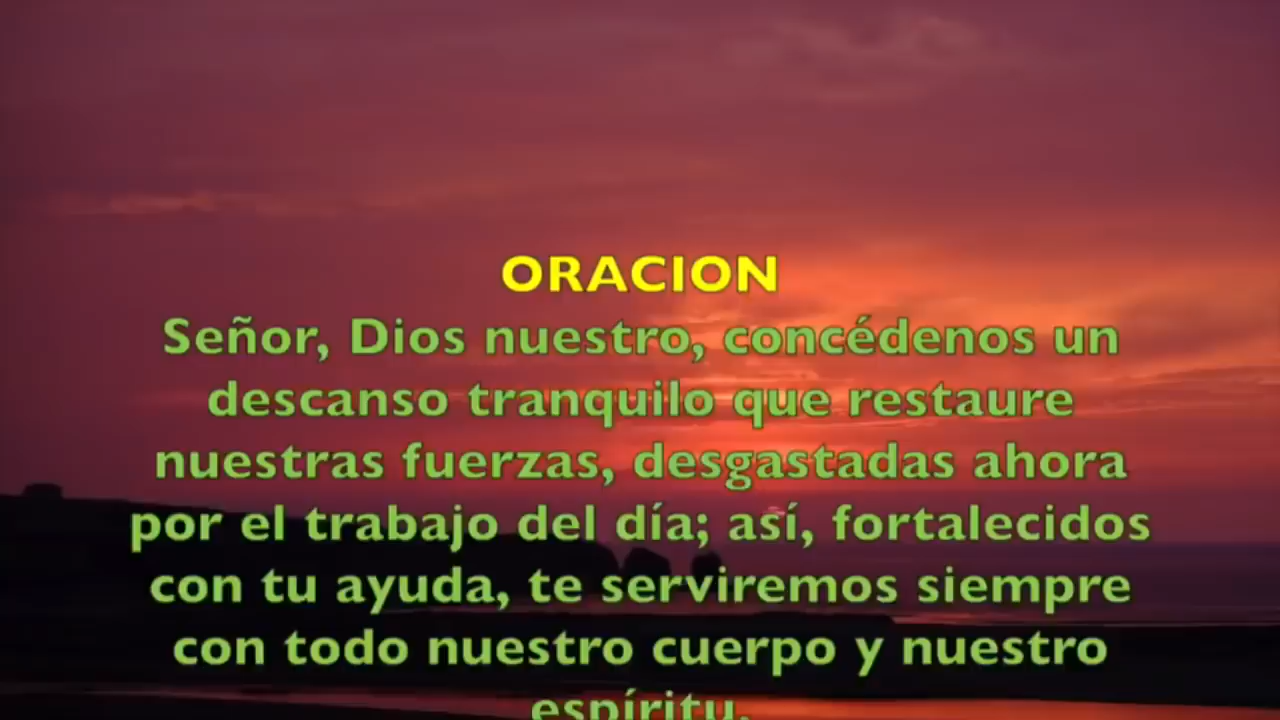 ORACION
Señor, Dios nuestro, concédenos un
descanso tranquilo que restaure
nuestras fuerzas, desgastadas ahora
por el trabajo del día; así, fortalecidos
con tu ayuda, te serviremos siempre
con todo nuestro cuerpo y nuestro
espíritu.